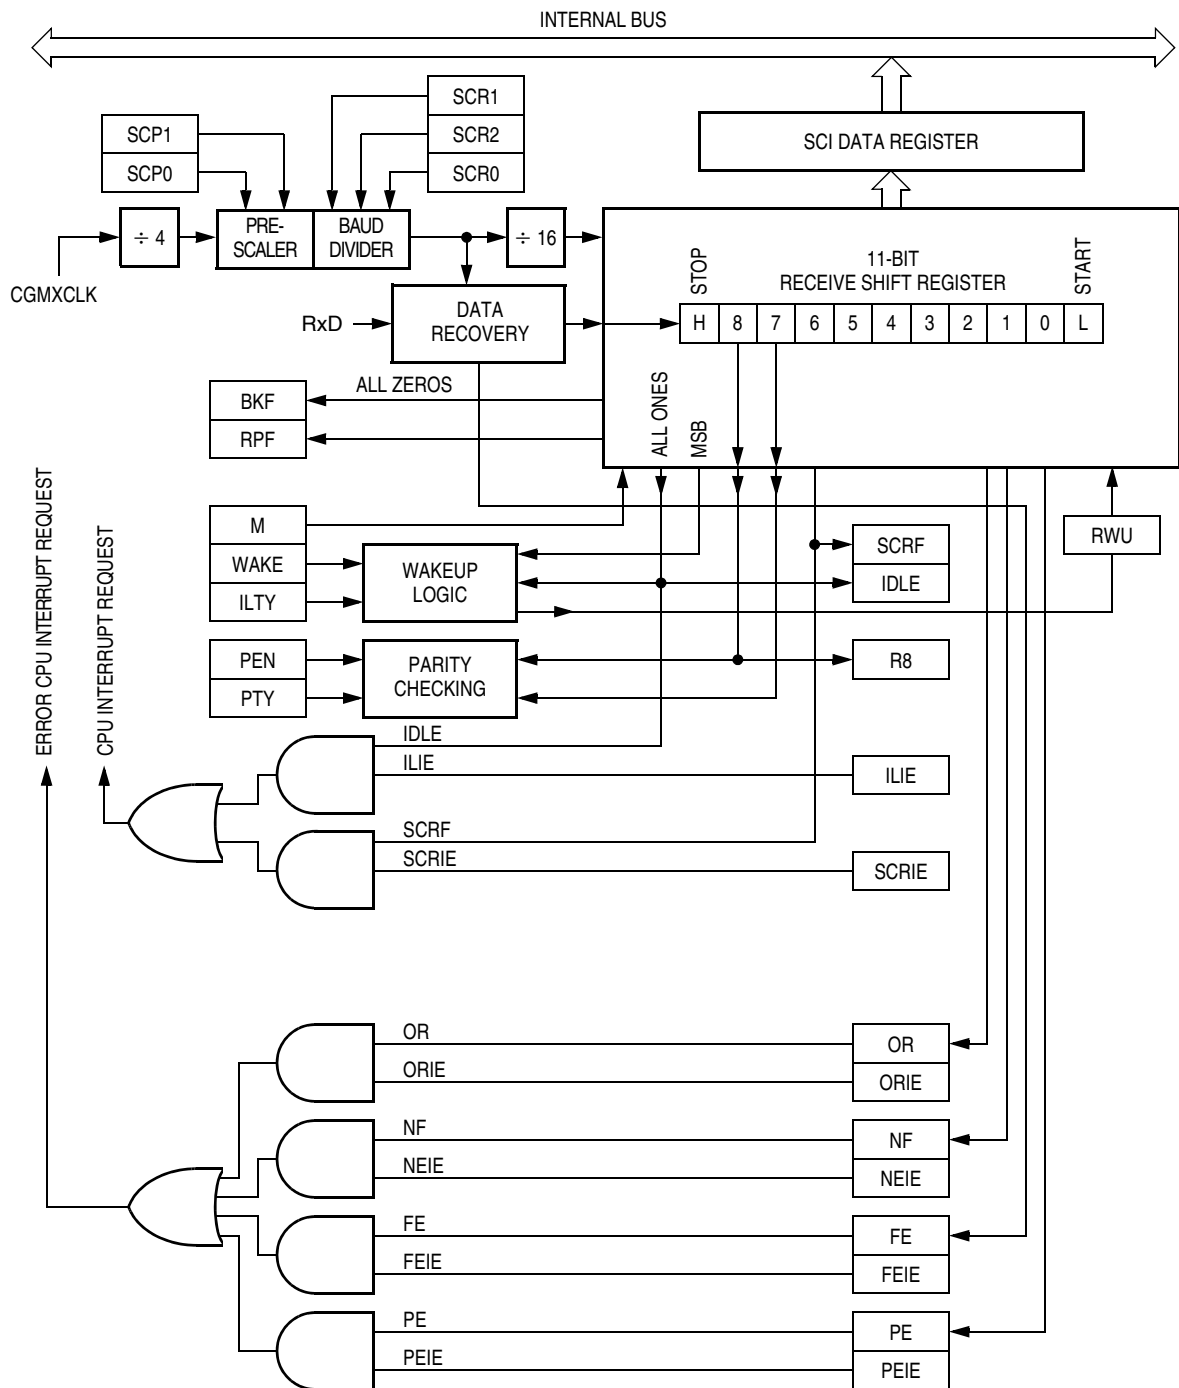 INTERNAL BUS
SCR1
SCP1
SCR2
SCI DATA REGISTER
SCP0
SCR0
÷ 4
PRE-
SCALER
BAUD
DIVIDER
÷ 16
CGMXCLK
STOP
11-BIT
RECEIVE SHIFT REGISTER
START
H 8 7 6 5 4 3 2 1 0 L
RxD
DATA
RECOVERY
ALL ZEROS
BKF
RPF
ALL ONES
MSB
ERROR CPU INTERRUPT REQUEST
CPU INTERRUPT REQUEST
M
WAKE
ILTY
WAKEUP
LOGIC
SCRF
IDLE
RWU
PEN
PTY
PARITY
CHECKING
R8
IDLE
ILIE
ILIE
SCRF
SCRIE
SCRIE
OR
OR
ORIE
ORIE
NF
NF
NEIE
NEIE
FE
FE
FEIE
FEIE
PE
PE
PEIE
PEIE